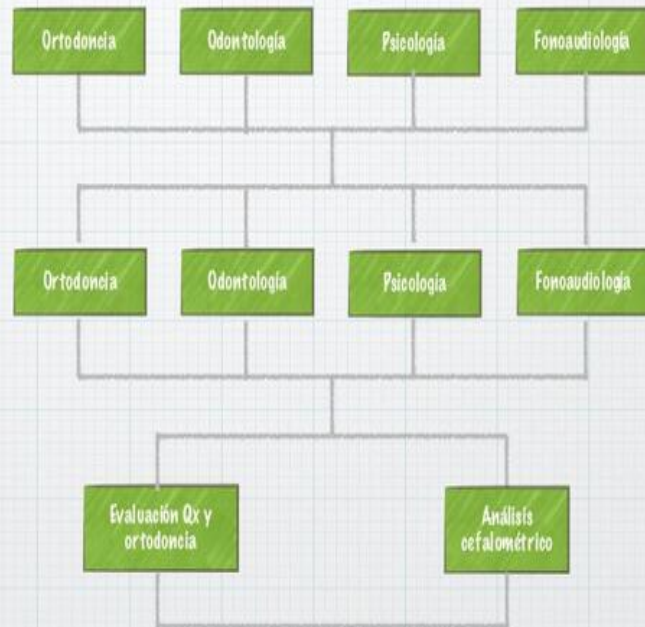 Ortodoncia
Odontología
Psicología
Fonoaudiología
Ortodoncia
Odontología
Psicología
Fonoaudiología
Evaluación Qx y
ortodoncia
Análisis
cefalométrico